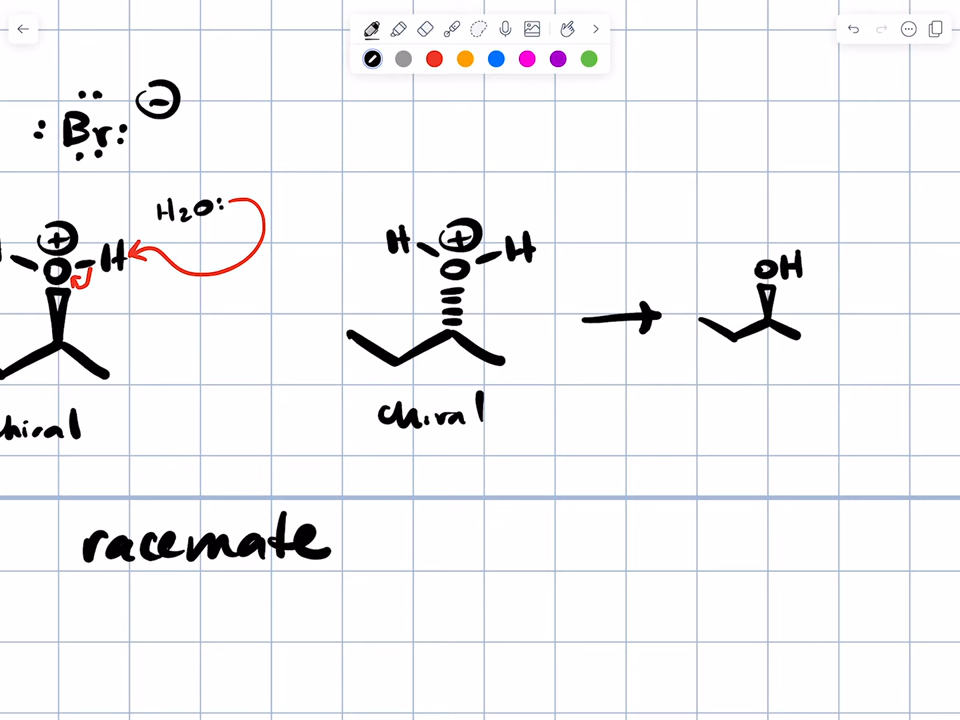 :Br: ⊖
H₂O:
⊕
O-H
H ⊕ H
O
OH
chiral
chiral
racemate